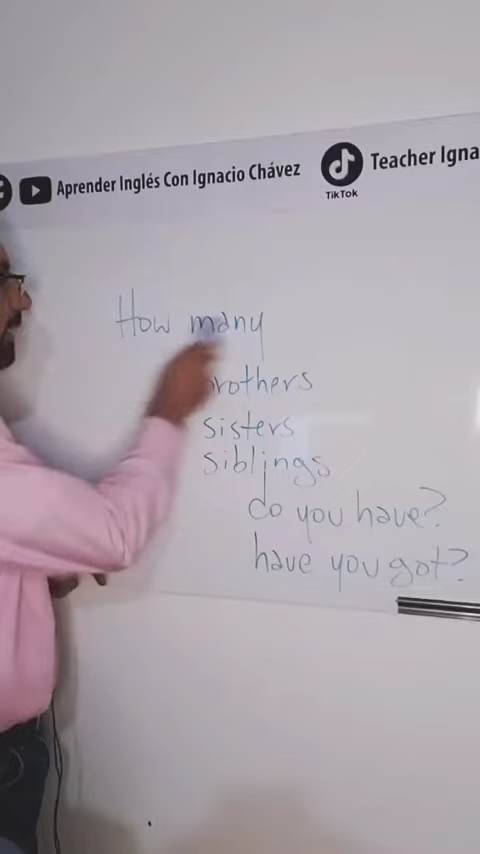 Aprender Inglés Con Ignacio Chávez
TikTok
Teacher Igna
How many
rothers
sisters
siblings
do you have?
have you got?